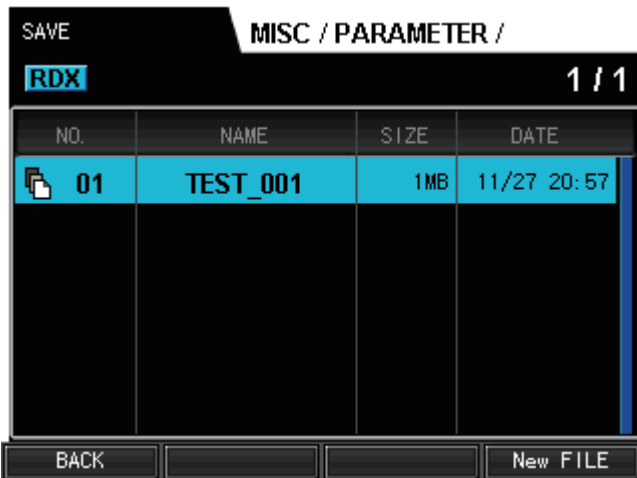 SAVE MISC / PARAMETER /
RDX 1 / 1
NO. NAME SIZE DATE
01 TEST_001 1MB 11/27 20:57
BACK New FILE